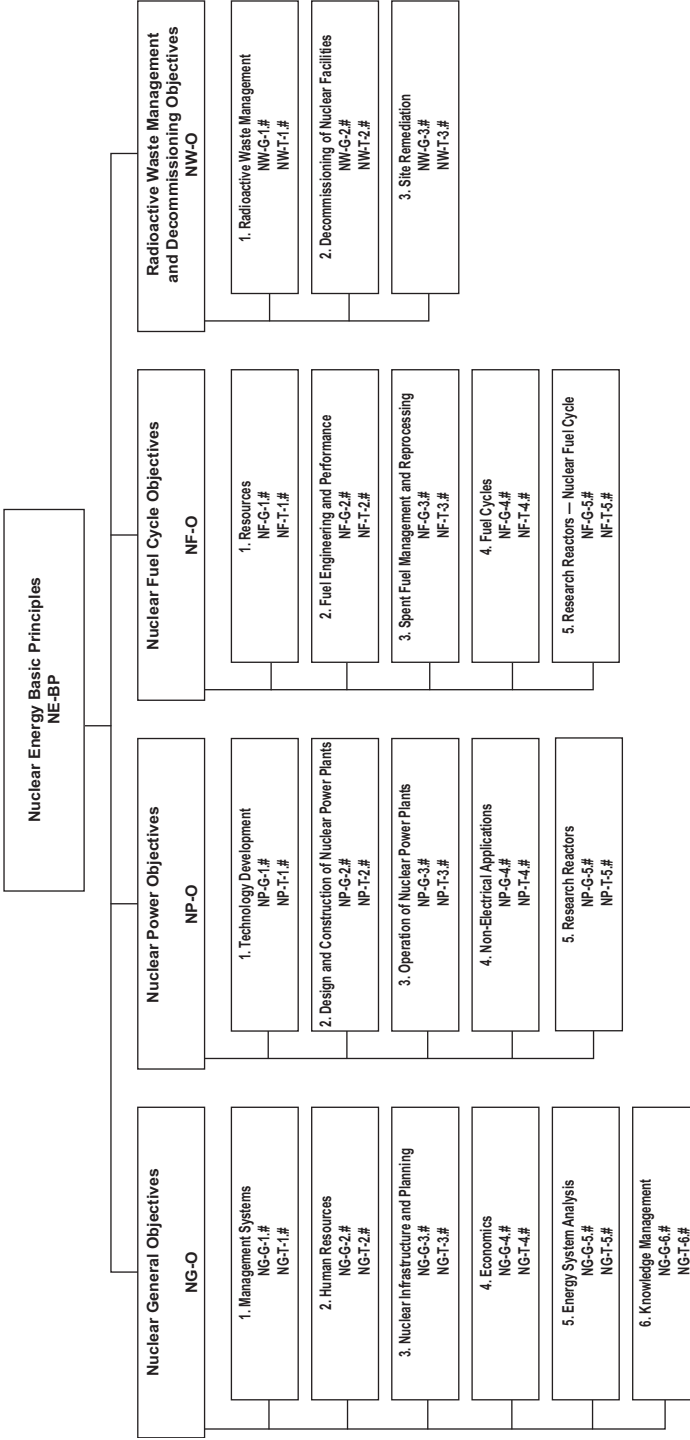 Nuclear Energy Basic Principles
NE-BP
Nuclear General Objectives
NG-O
1. Management Systems
NG-G-1.#
NG-T-1.#
2. Human Resources
NG-G-2.#
NG-T-2.#
3. Nuclear Infrastructure and Planning
NG-G-3.#
NG-T-3.#
4. Economics
NG-G-4.#
NG-T-4.#
5. Energy System Analysis
NG-G-5.#
NG-T-5.#
6. Knowledge Management
NG-G-6.#
NG-T-6.#
Nuclear Power Objectives
NP-O
1. Technology Development
NP-G-1.#
NP-T-1.#
2. Design and Construction of Nuclear Power Plants
NP-G-2.#
NP-T-2.#
3. Operation of Nuclear Power Plants
NP-G-3.#
NP-T-3.#
4. Non-Electrical Applications
NP-G-4.#
NP-T-4.#
5. Research Reactors
NP-G-5.#
NP-T-5.#
Nuclear Fuel Cycle Objectives
NF-O
1. Resources
NF-G-1.#
NF-T-1.#
2. Fuel Engineering and Performance
NF-G-2.#
NF-T-2.#
3. Spent Fuel Management and Reprocessing
NF-G-3.#
NF-T-3.#
4. Fuel Cycles
NF-G-4.#
NF-T-4.#
5. Research Reactors — Nuclear Fuel Cycle
NF-G-5.#
NF-T-5.#
Radioactive Waste Management
and Decommissioning Objectives
NW-O
1. Radioactive Waste Management
NW-G-1.#
NW-T-1.#
2. Decommissioning of Nuclear Facilities
NW-G-2.#
NW-T-2.#
3. Site Remediation
NW-G-3.#
NW-T-3.#